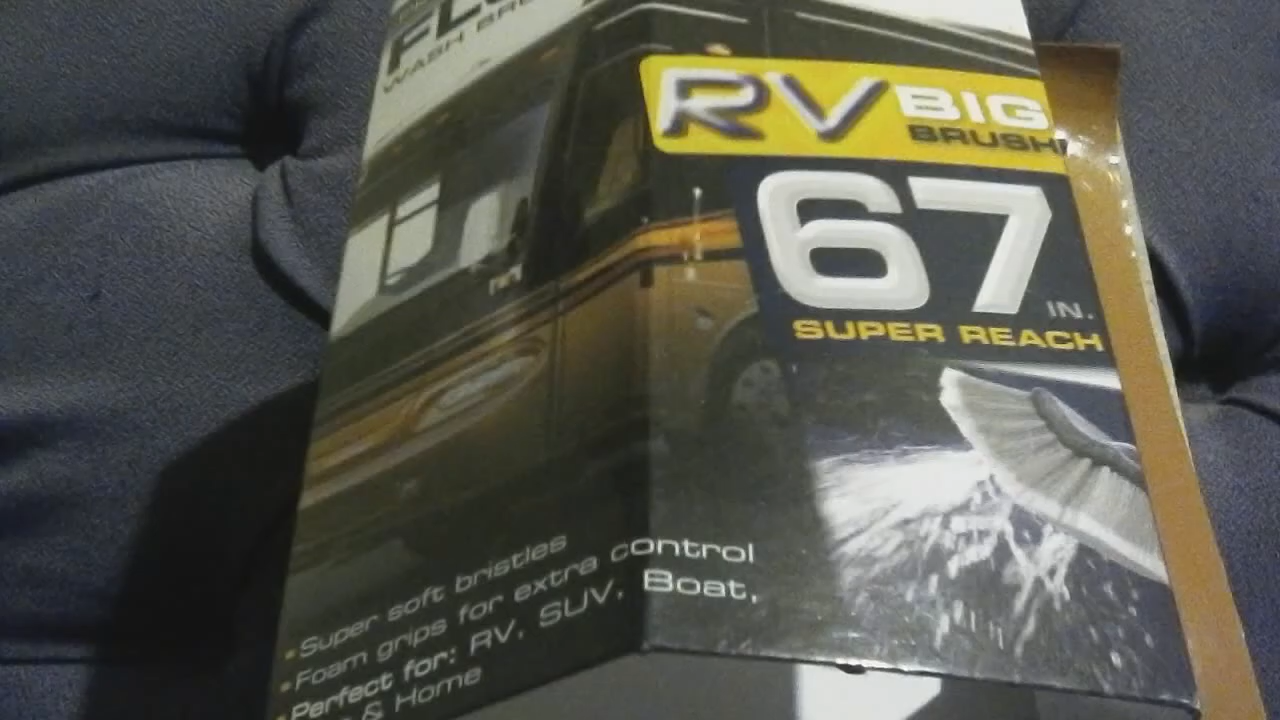 WASH
RV BIG
BRUSH
67 IN.
SUPER REACH
• Super soft bristles
• Foam grips for extra control
• Perfect for: RV, SUV, Boat,
& Home